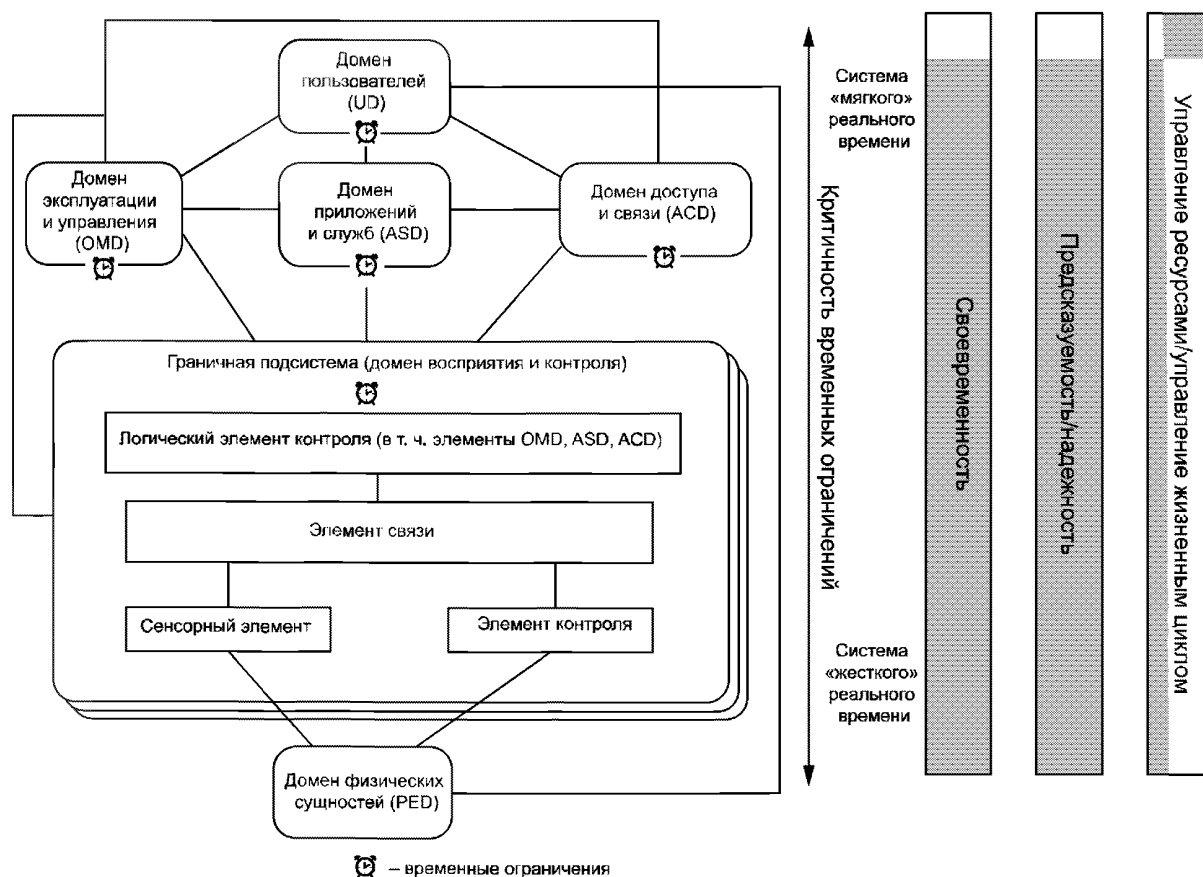 Домен
пользователей
(UD)
Домен
эксплуатации
и управления
(OMD)
Домен
приложений
и служб (ASD)
Домен доступа
и связи (ACD)
Граничная подсистема (домен восприятия и контроля)
Логический элемент контроля (в т. ч. элементы OMD, ASD, ACD)
Элемент связи
Сенсорный элемент
Элемент контроля
Домен физических
сущностей (PED)
– временные ограничения
Система
«мягкого»
реального
времени
Критичность временных ограничений
Система
«жесткого»
реального
времени
Своевременность
Предсказуемость/надежность
Управление ресурсами/управление жизненным циклом